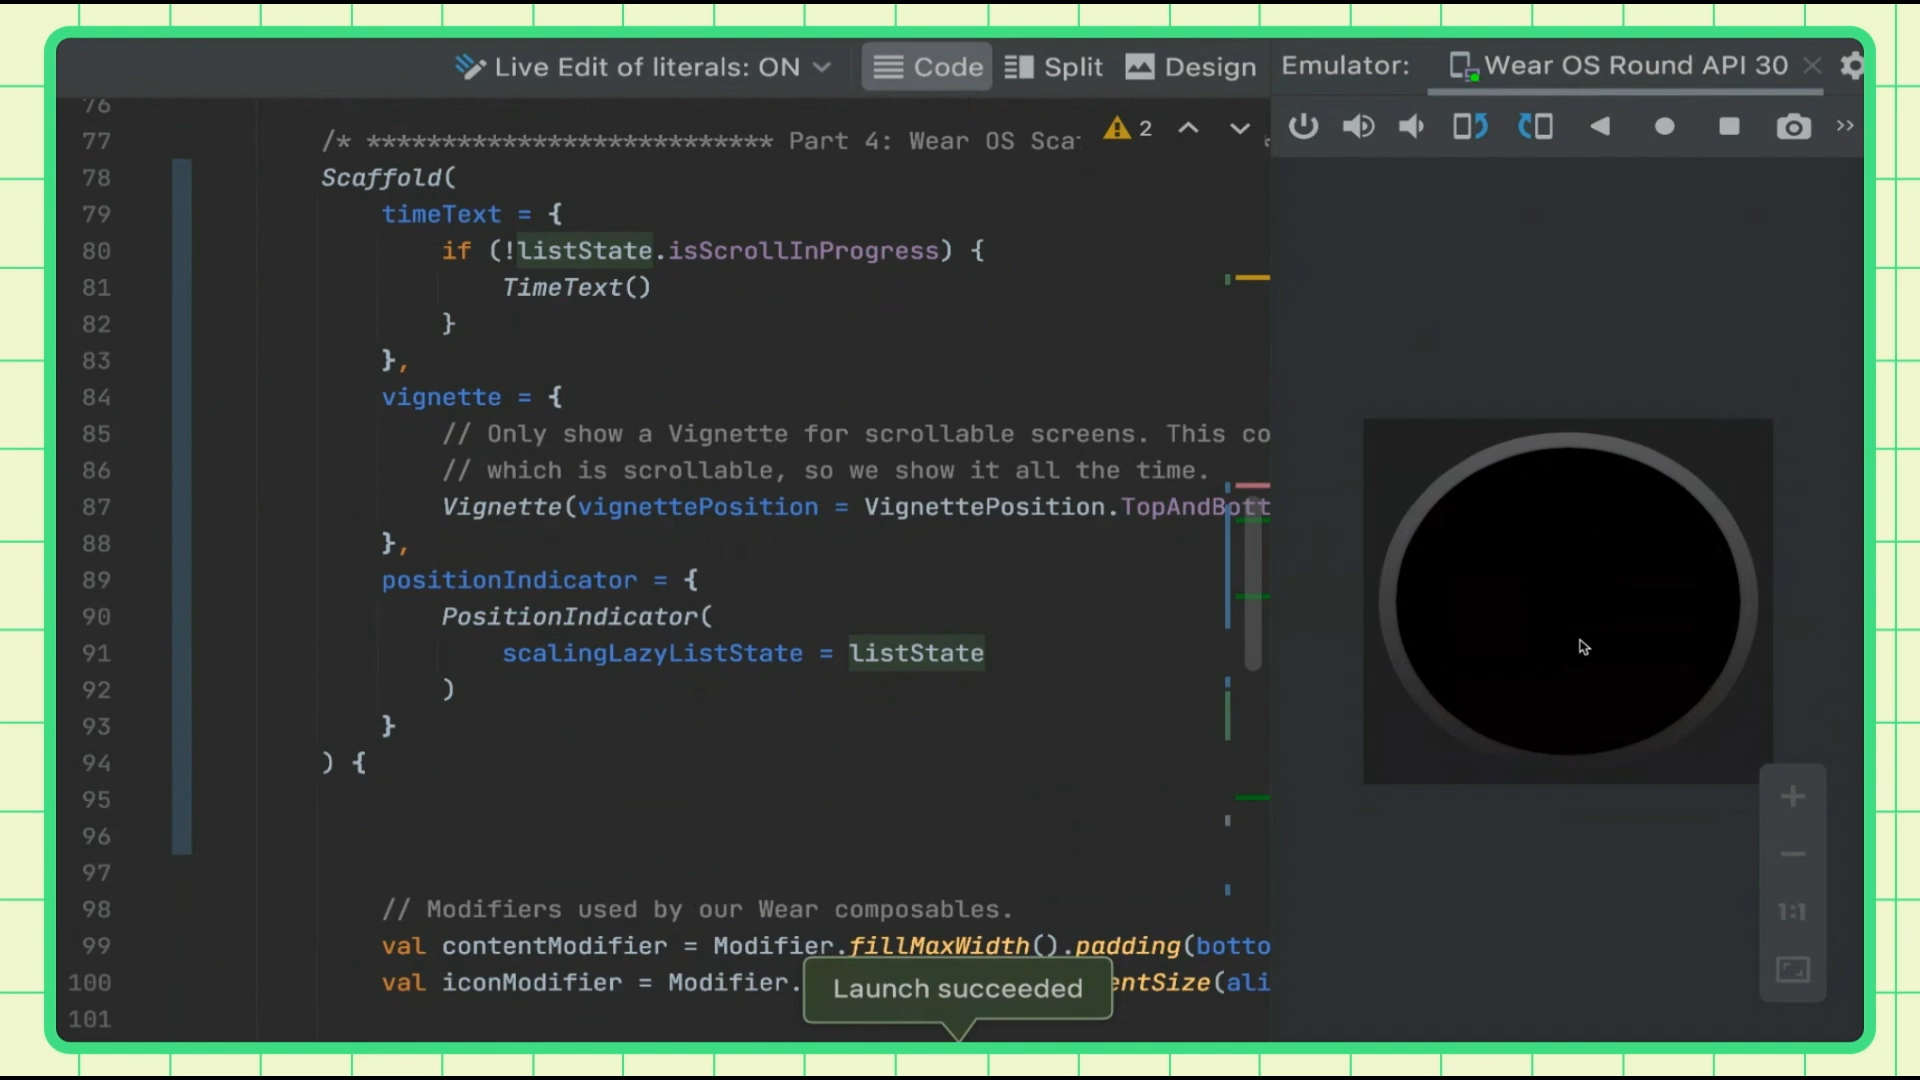 Live Edit of literals: ON
Code
Split
Design
Emulator:
Wear OS Round API 30
76
77 /* *************************** Part 4: Wear OS Sca
2
78 Scaffold(
79 timeText = {
80 if (!listState.isScrollInProgress) {
81 TimeText()
82 }
83 },
84 vignette = {
85 // Only show a Vignette for scrollable screens. This co
86 // which is scrollable, so we show it all the time.
87 Vignette(vignettePosition = VignettePosition.TopAndBott
88 },
89 positionIndicator = {
90 PositionIndicator(
91 scalingLazyListState = listState
92 )
93 }
94 ) {
95
96
97
98 // Modifiers used by our Wear composables.
99 val contentModifier = Modifier.fillMaxWidth().padding(botto
100 val iconModifier = Modifier. entSize(ali
101
Launch succeeded
1:1